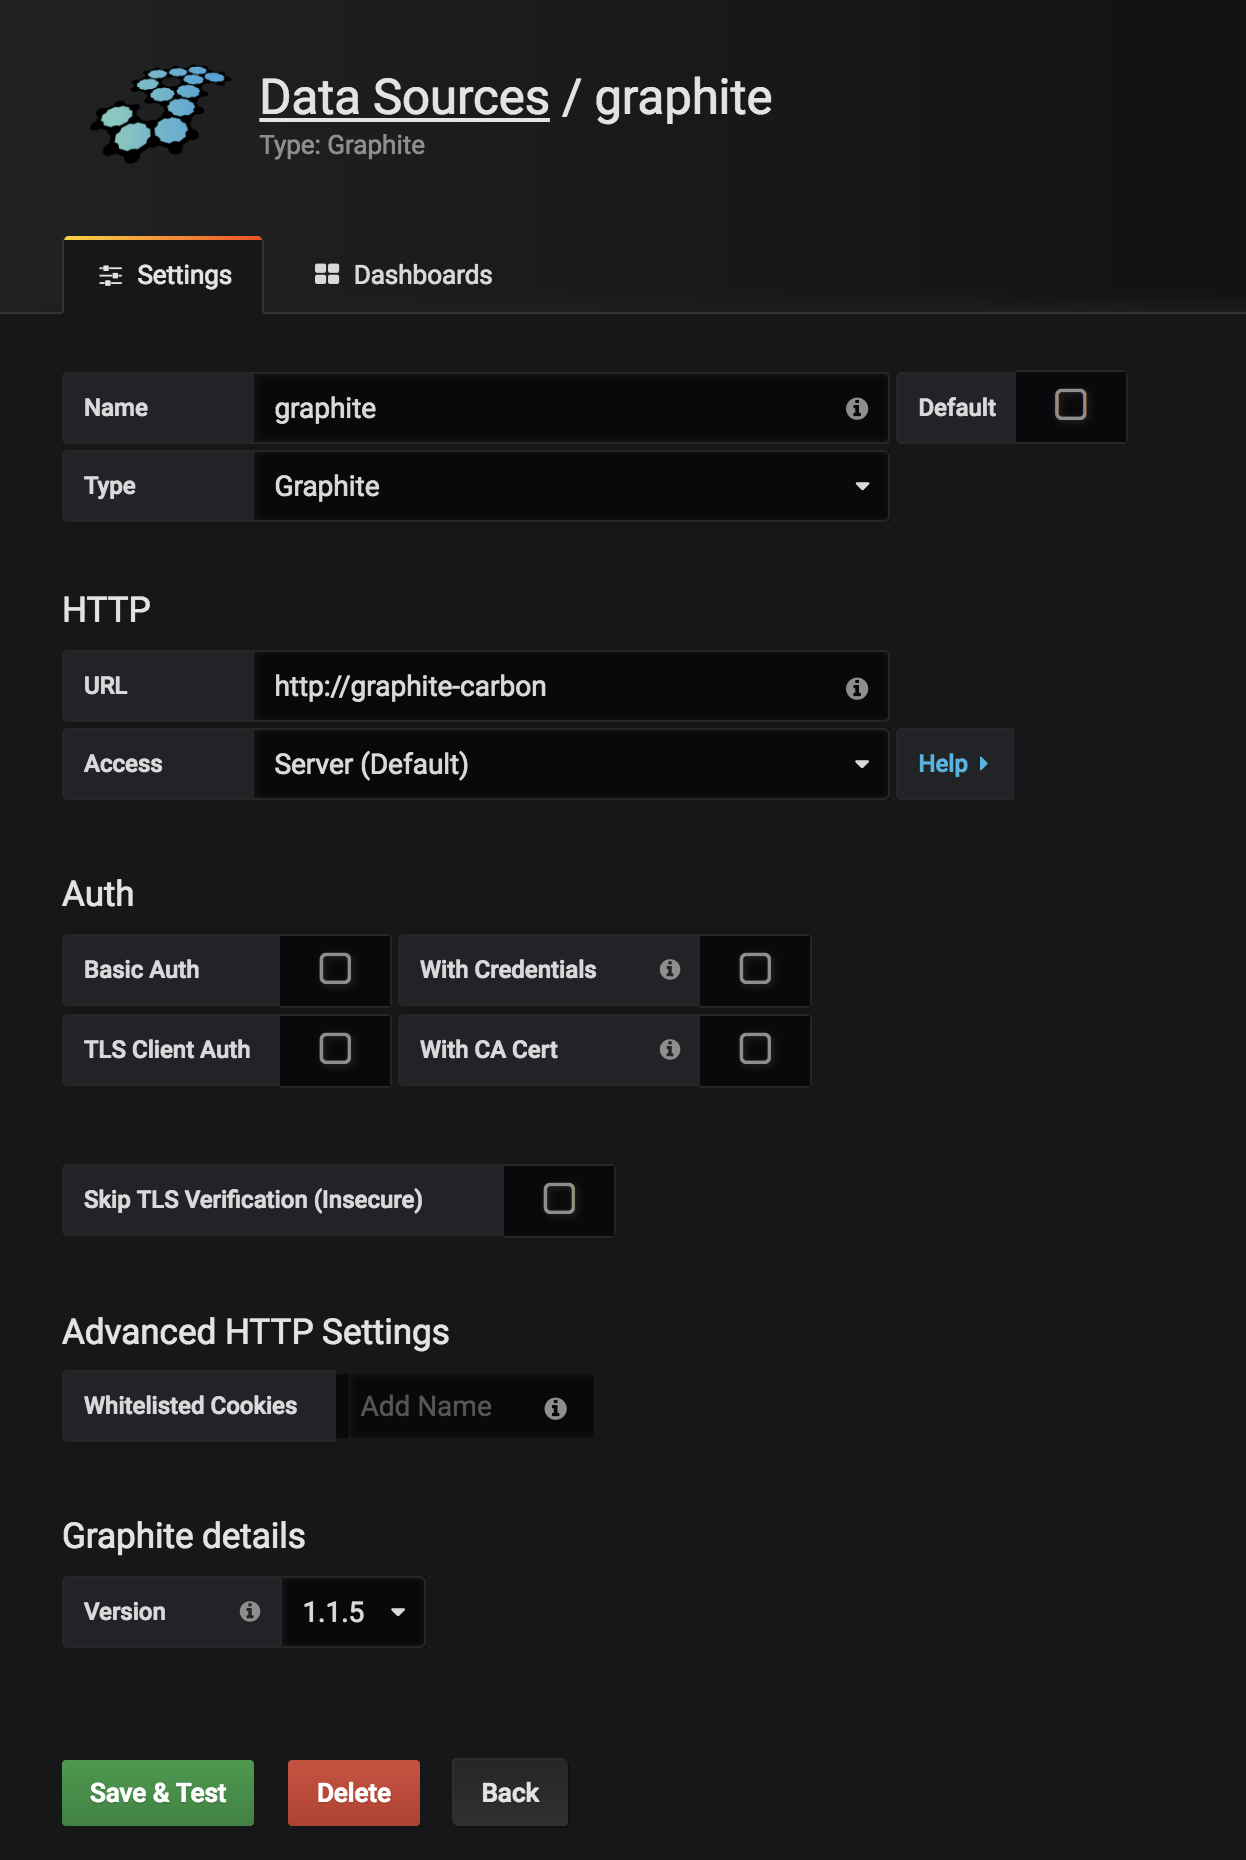 Data Sources / graphite
Type: Graphite
Settings Dashboards
Name graphite Default
Type Graphite
HTTP
URL http://graphite-carbon
Access Server (Default) Help
Auth
Basic Auth With Credentials
TLS Client Auth With CA Cert
Skip TLS Verification (Insecure)
Advanced HTTP Settings
Whitelisted Cookies Add Name
Graphite details
Version 1.1.5
Save & Test Delete Back